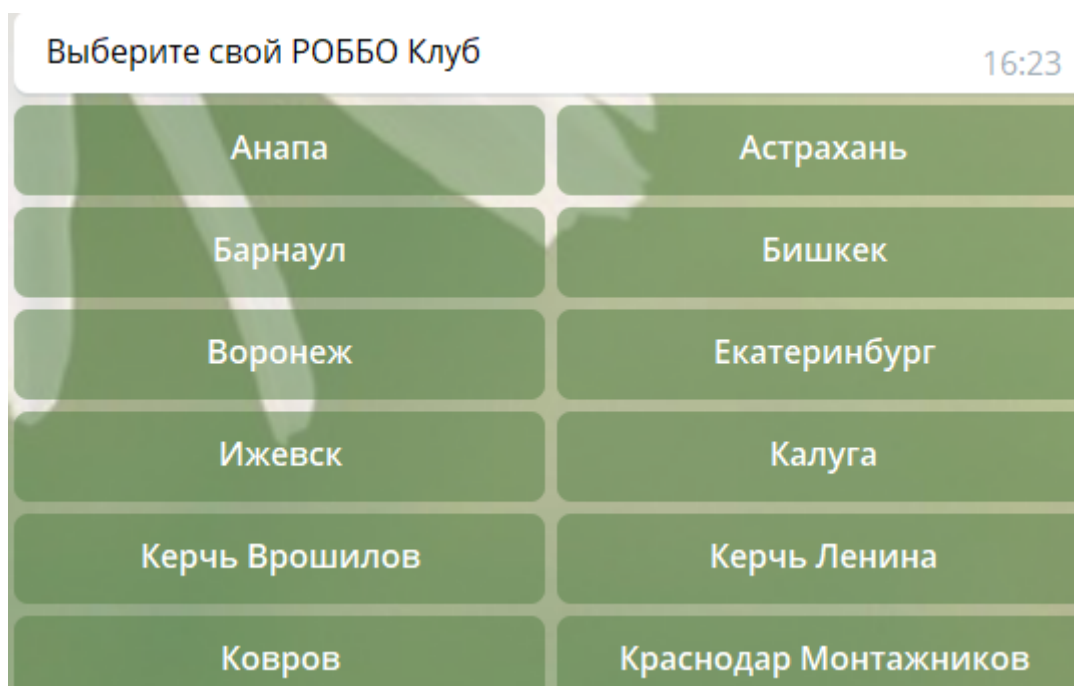 Выберите свой РОББО Клуб
16:23
Анапа
Астрахань
Барнаул
Бишкек
Воронеж
Екатеринбург
Ижевск
Калуга
Керчь Врошилов
Керчь Ленина
Ковров
Краснодар Монтажников